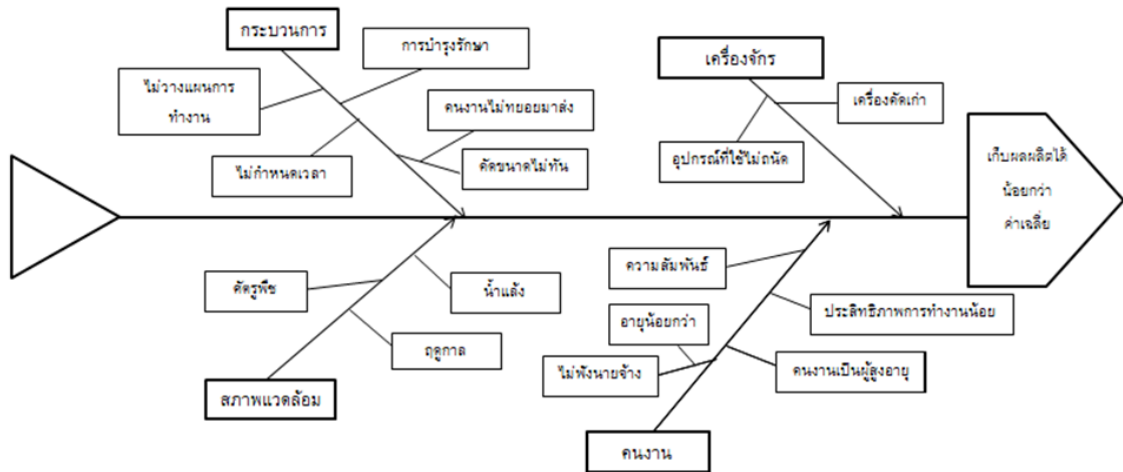 กระบวนการ
การบำรุงรักษา
ไม่วางแผนการ
ทำงาน
คนงานไม่ทยอยมาส่ง
ไม่กำหนดเวลา
คัดขนาดไม่ทัน
เครื่องจักร
เครื่องคัดเก่า
อุปกรณ์ที่ใช้ไม่ถนัด
เก็บผลผลิตได้
น้อยกว่า
ค่าเฉลี่ย
ศัตรูพืช
น้ำแล้ง
ฤดูกาล
สภาพแวดล้อม
ความสัมพันธ์
ประสิทธิภาพการทำงานน้อย
อายุน้อยกว่า
ไม่ฟังนายจ้าง
คนงานเป็นผู้สูงอายุ
คนงาน